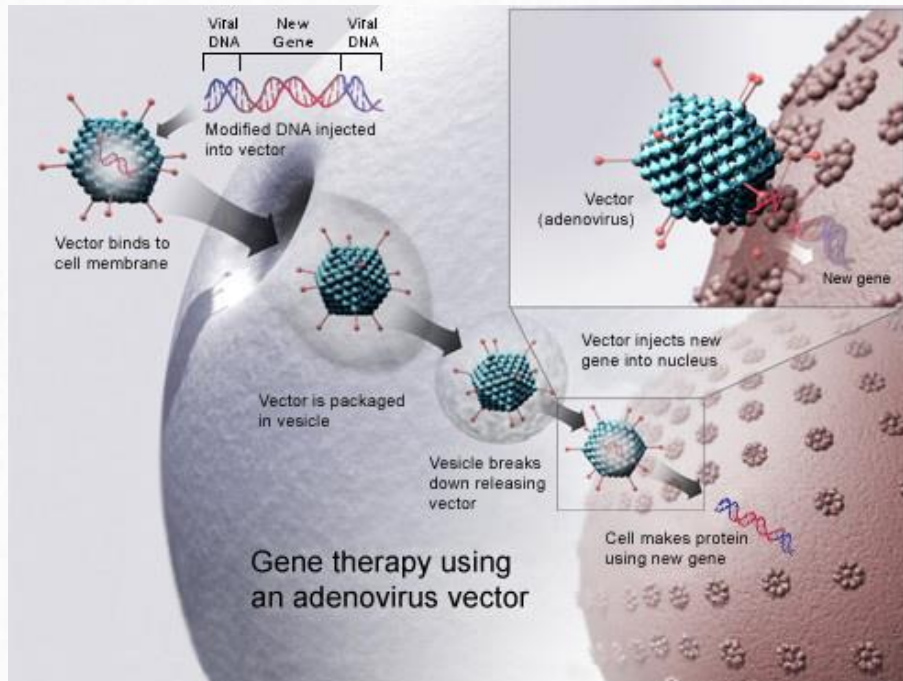 Viral New Viral
DNA Gene DNA
Modified DNA injected
into vector
Vector binds to
cell membrane
Vector
(adenovirus)
New gene
Vector is packaged
in vesicle
Vector injects new
gene into nucleus
Vesicle breaks
down releasing
vector
Cell makes protein
using new gene
Gene therapy using
an adenovirus vector